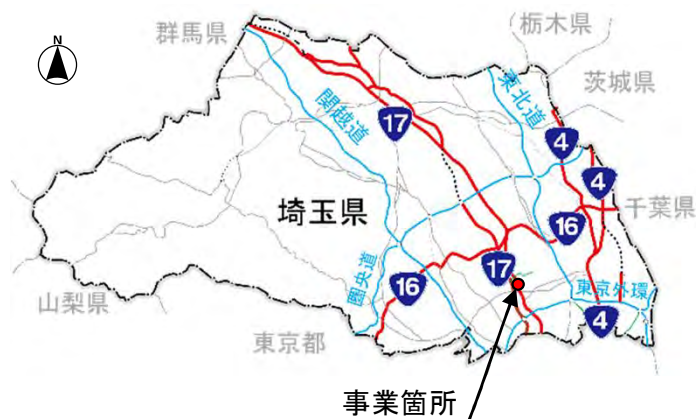 N
群馬県
栃木県
茨城県
関越道
東北道
17
4
4
埼玉県
千葉県
16
圏央道
16
17
東京外環
4
山梨県
東京都
事業箇所